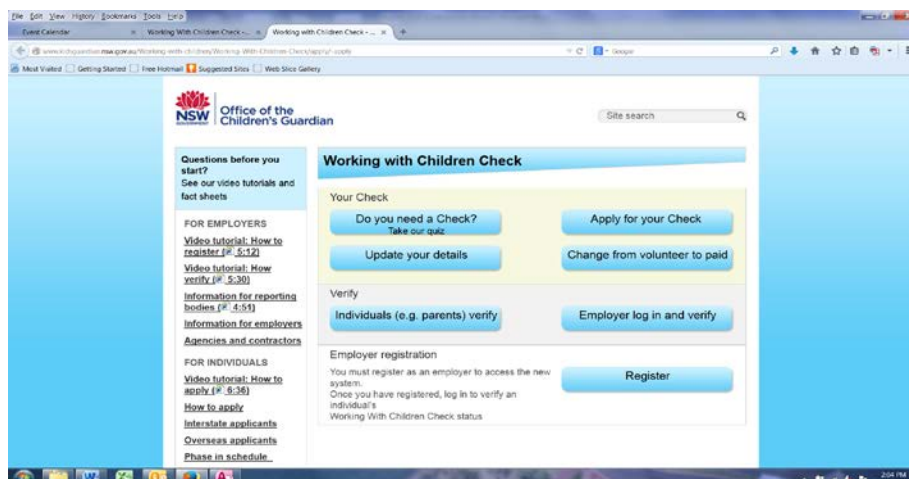 File Edit View History Bookmarks Tools Help
Event Calendar
Working With Children Check -...
Working with Children Check - ...
Google
Most Visited Getting Started Free Hotmail Suggested Sites Web Slice Gallery
NSW
GOVERNMENT
Office of the
Children's Guardian
Site search
Questions before you
start?
See our video tutorials and
fact sheets
FOR EMPLOYERS
Video tutorial: How to
register ( 5:12)
Video tutorial: How
verify ( 5:30)
Information for reporting
bodies ( 4:51)
Information for employers
Agencies and contractors
FOR INDIVIDUALS
Video tutorial: How to
apply ( 6:36)
How to apply
Interstate applicants
Overseas applicants
Phase in schedule
Working with Children Check
Your Check
Do you need a Check?
Take our quiz
Apply for your Check
Update your details
Change from volunteer to paid
Verify
Individuals (e.g. parents) verify
Employer log in and verify
Employer registration
You must register as an employer to access the new
system.
Once you have registered, log in to verify an
individual's
Working With Children Check status
Register
2:04 PM